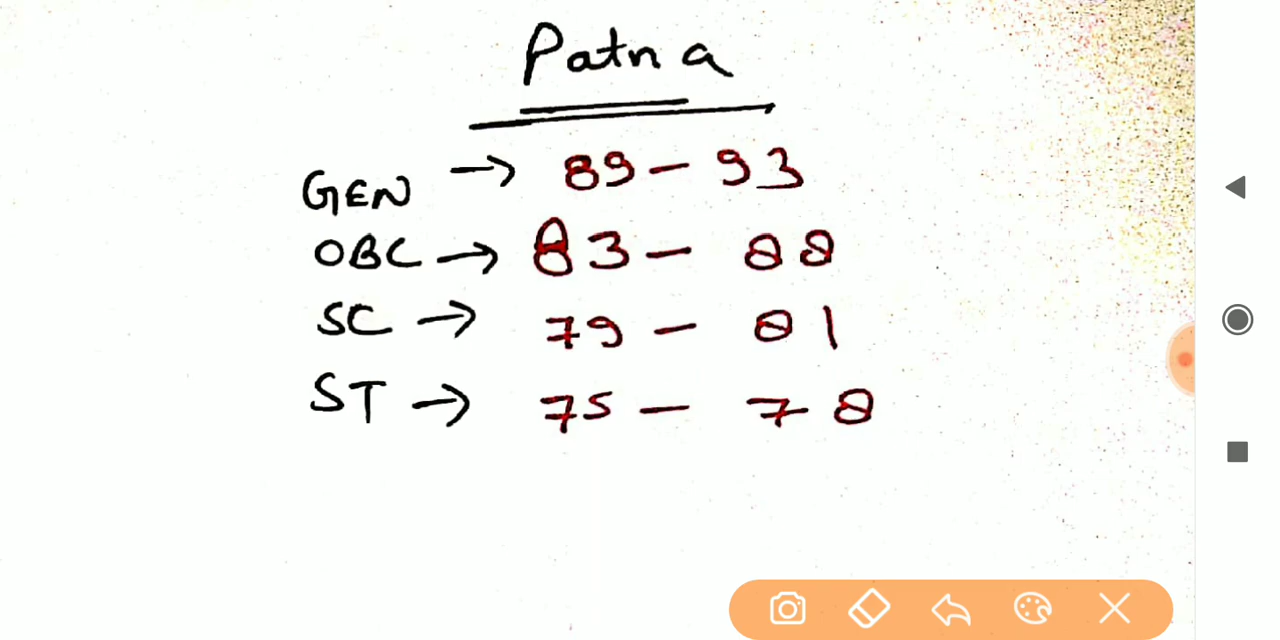 Patna
GEN → 89 - 93
OBC → 83 - 88
SC → 79 - 81
ST → 75 - 78